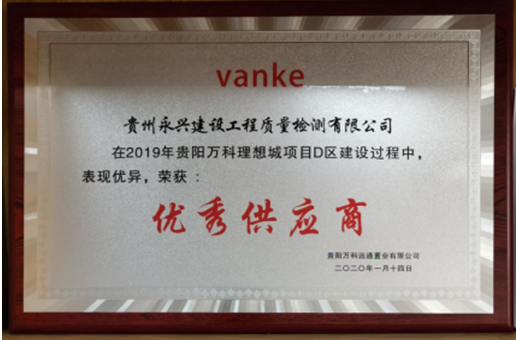 vanke
贵州永兴建设工程质量检测有限公司
在2019年贵阳万科理想城项目D区建设过程中，
表现优异，荣获：
优秀供应商
贵阳万科远通置业有限公司
二〇二〇年一月十四日